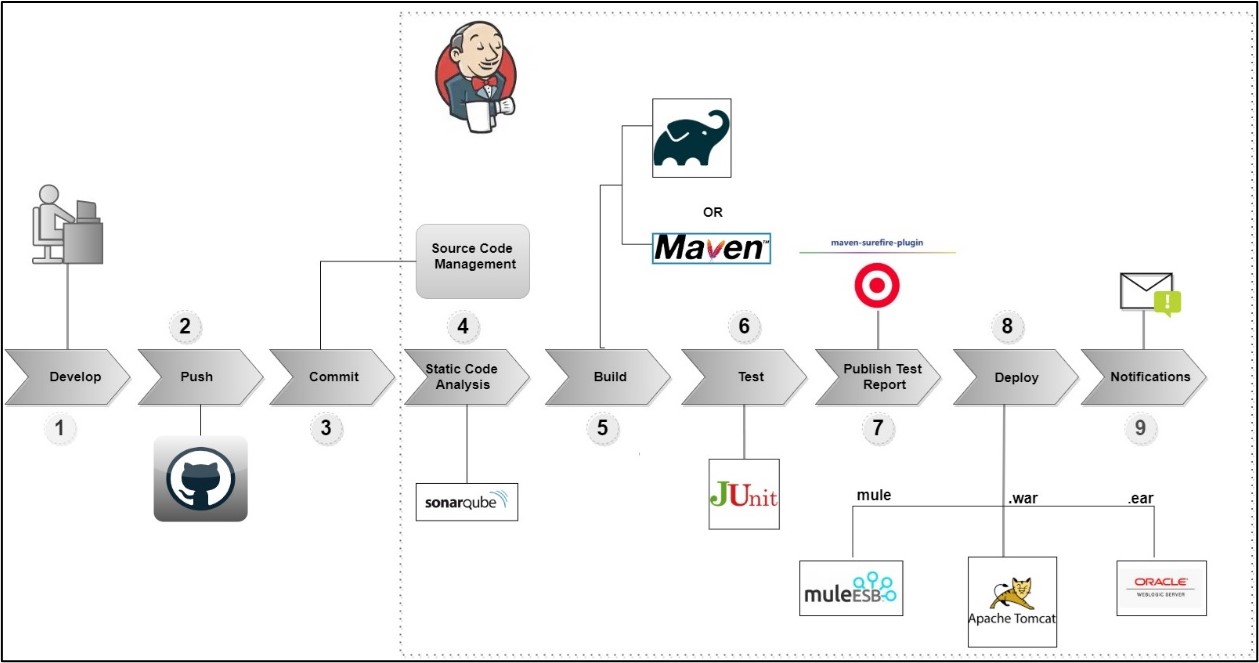 OR
Maven™
maven-surefire-plugin
Source Code
Management
2
4
6
8
Develop
Push
Commit
Static Code
Analysis
Build
Test
Publish Test
Report
Deploy
Notifications
1
3
5
7
9
sonarqube
JUnit
mule
.war
.ear
muleESB
Apache Tomcat
ORACLE
WEBLOGIC SERVER